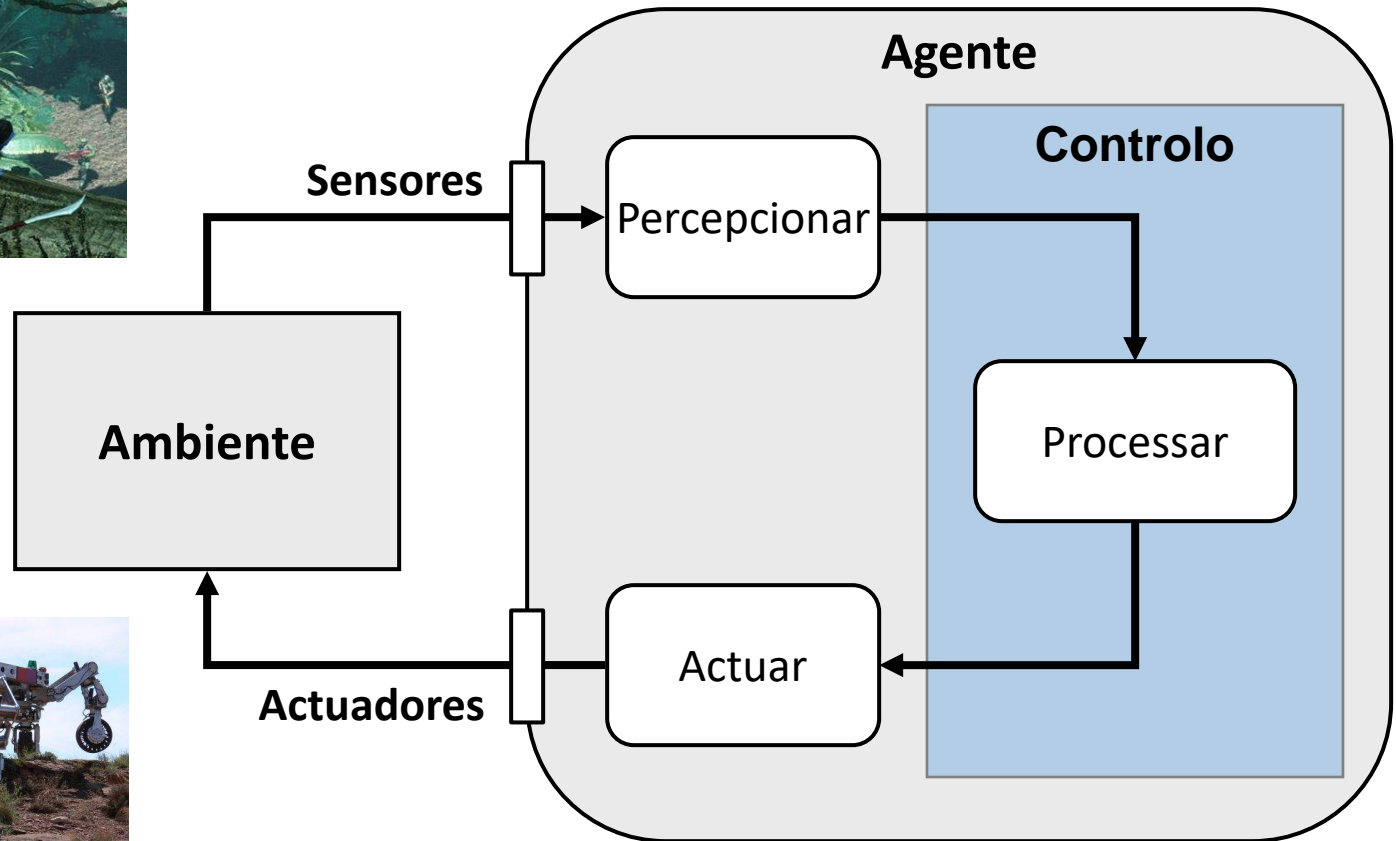 Agente
Controlo
Sensores
Percepcionar
Ambiente
Processar
Actuar
Actuadores